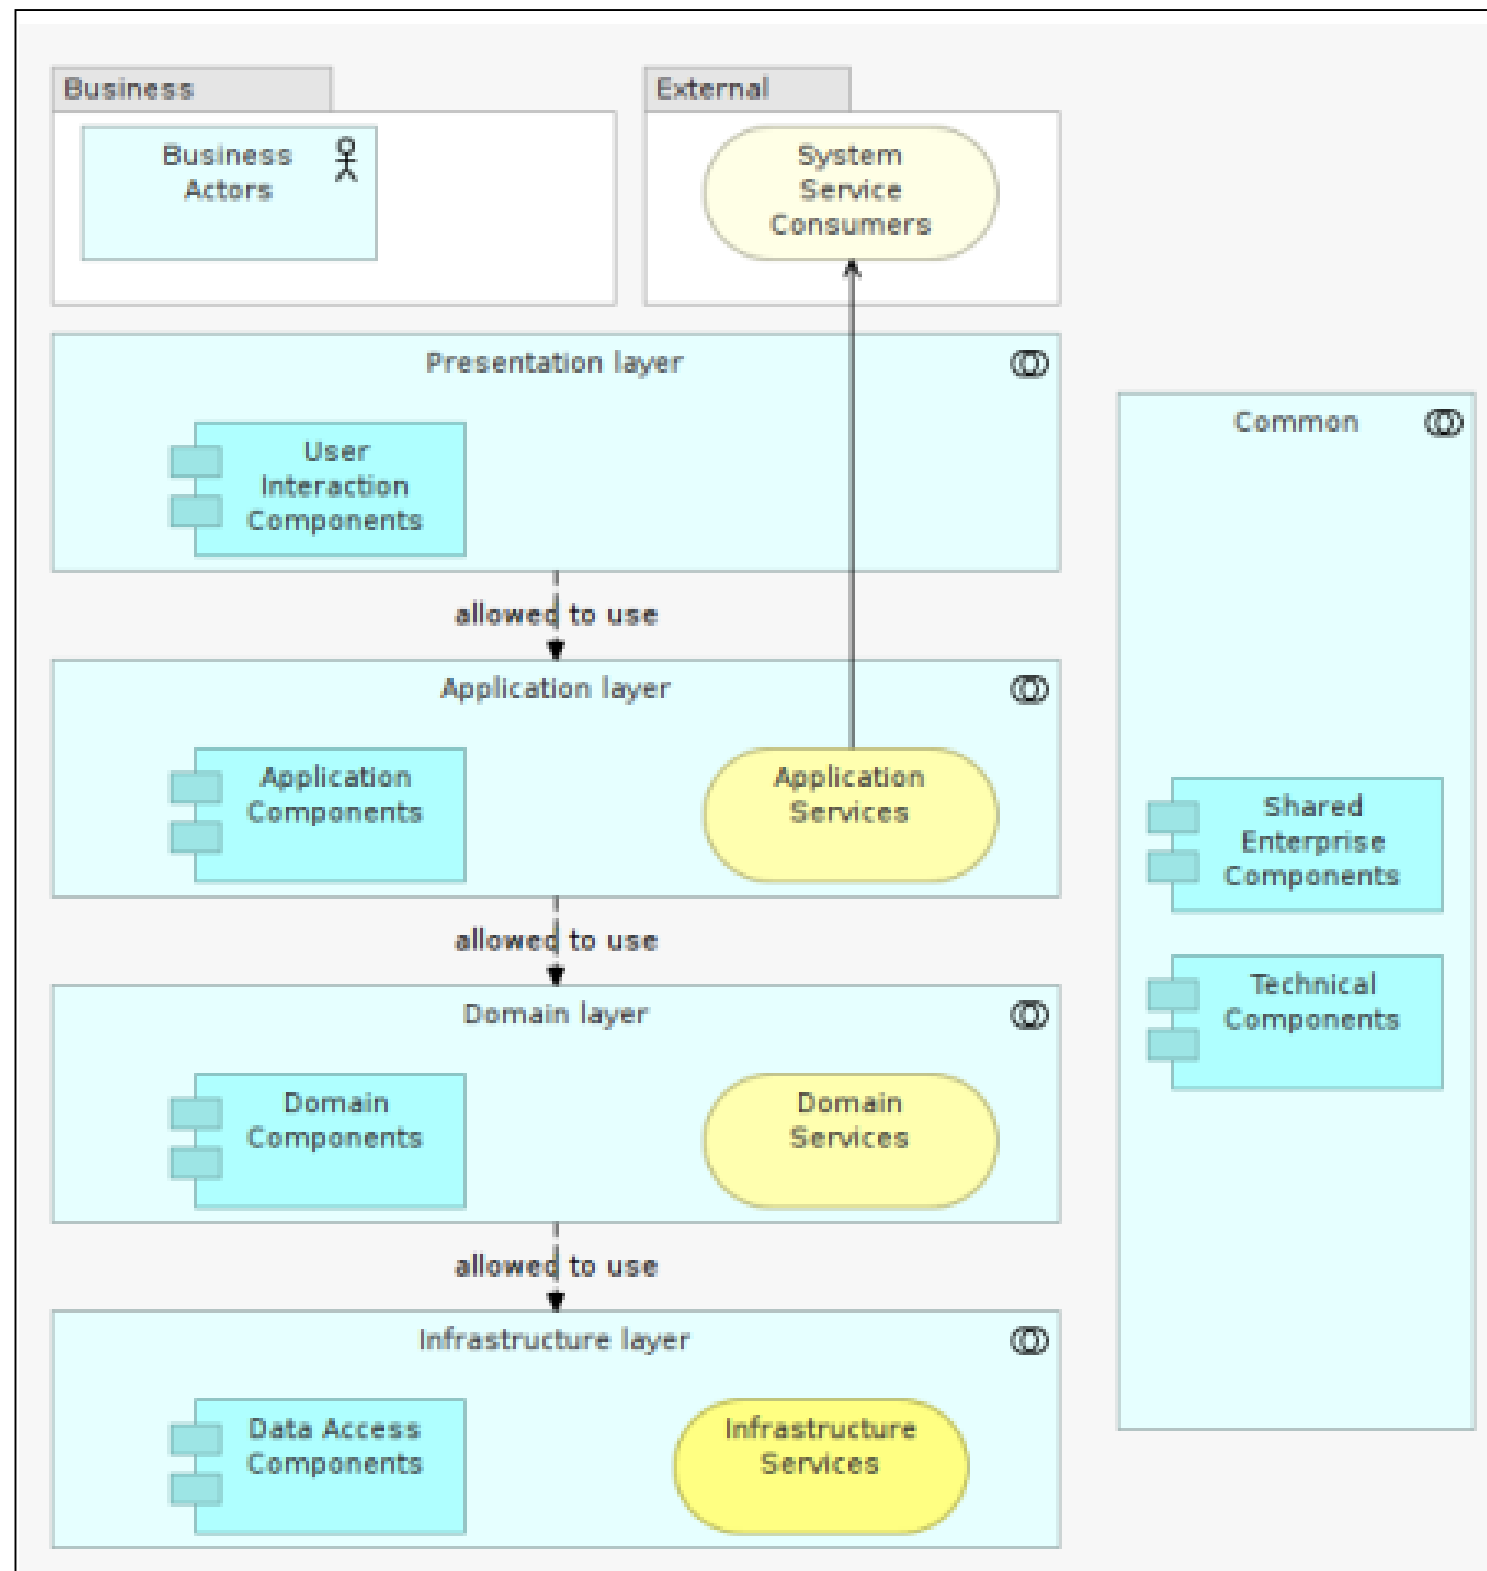 Business
Business
Actors
External
System
Service
Consumers
Presentation layer
User
Interaction
Components
allowed to use
Application layer
Application
Components
Application
Services
allowed to use
Domain layer
Domain
Components
Domain
Services
allowed to use
Infrastructure layer
Data Access
Components
Infrastructure
Services
Common
Shared
Enterprise
Components
Technical
Components